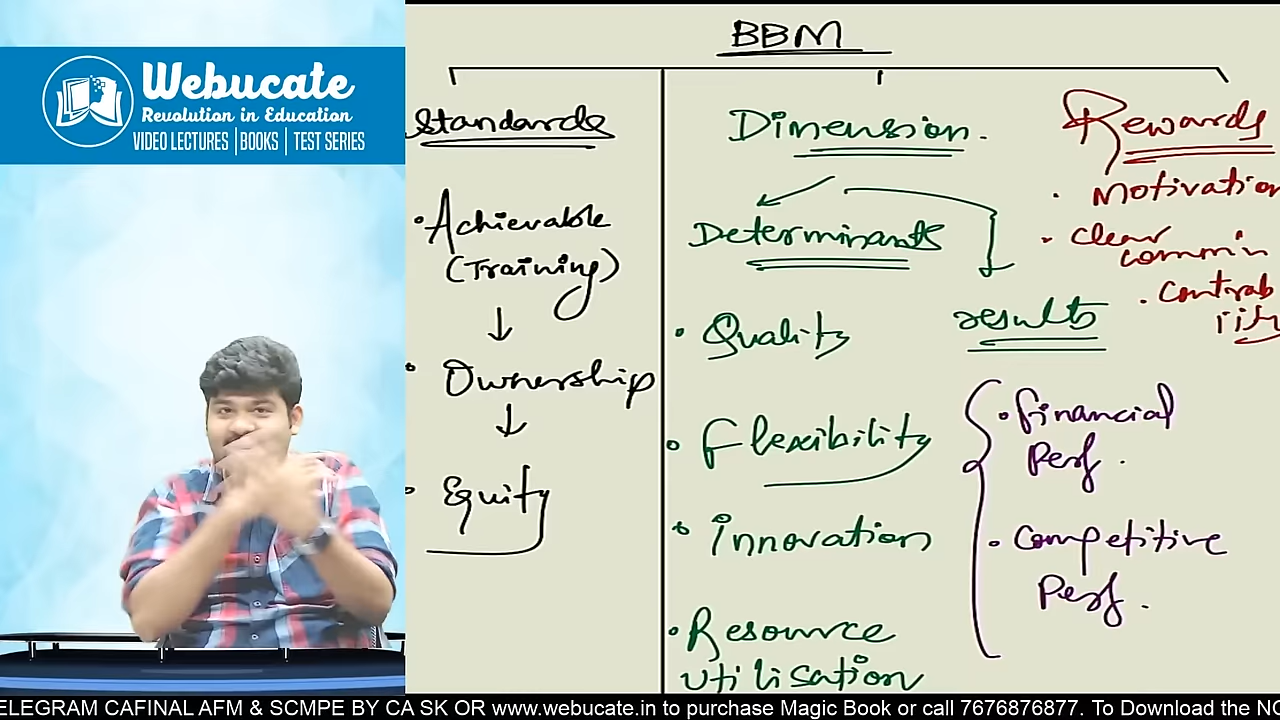 Webucate
Revolution in Education
VIDEO LECTURES | BOOKS | TEST SERIES
BBM
Standards
• Achievable
(Training)
↓
• Ownership
↓
• Equity
Dimension.
Determinants
• Quality
• Flexibility
• Innovation
• Resource
Utilisation
results
• Financial
Perf.
• Competitive
Perf.
Rewards
• Motivation
• Clear
• Contrab
ELEGRAM CAFINAL AFM & SCMPE BY CA SK OR www.webucate.in to purchase Magic Book or call 7676876877. To Download the NO